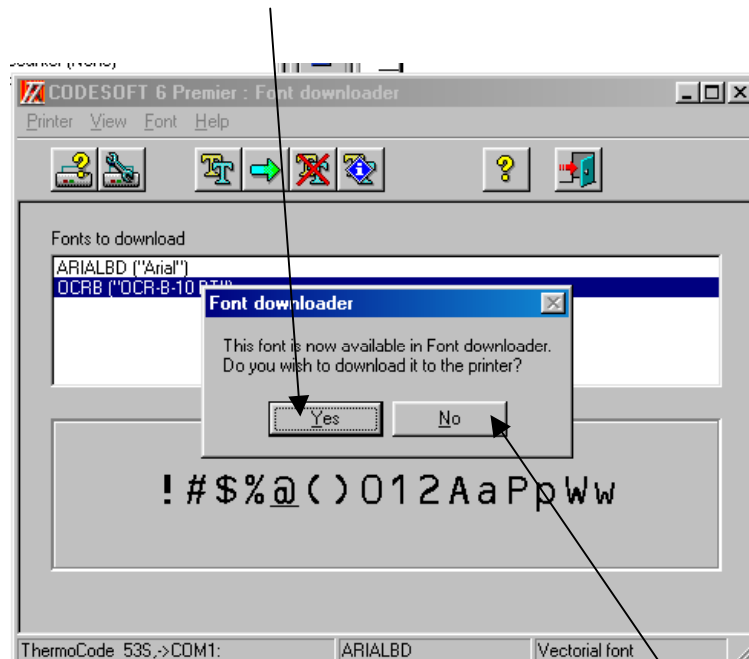 CODESOFT 6 Premier : Font downloader
Printer View Font Help
Fonts to download
ARIALBD ("Arial")
OCRB ("OCR-B-10
Font downloader
This font is now available in Font downloader.
Do you wish to download it to the printer?
Yes No
!#$%@()012AaPpWw
ThermoCode 53S,->COM1: ARIALBD Vectorial font